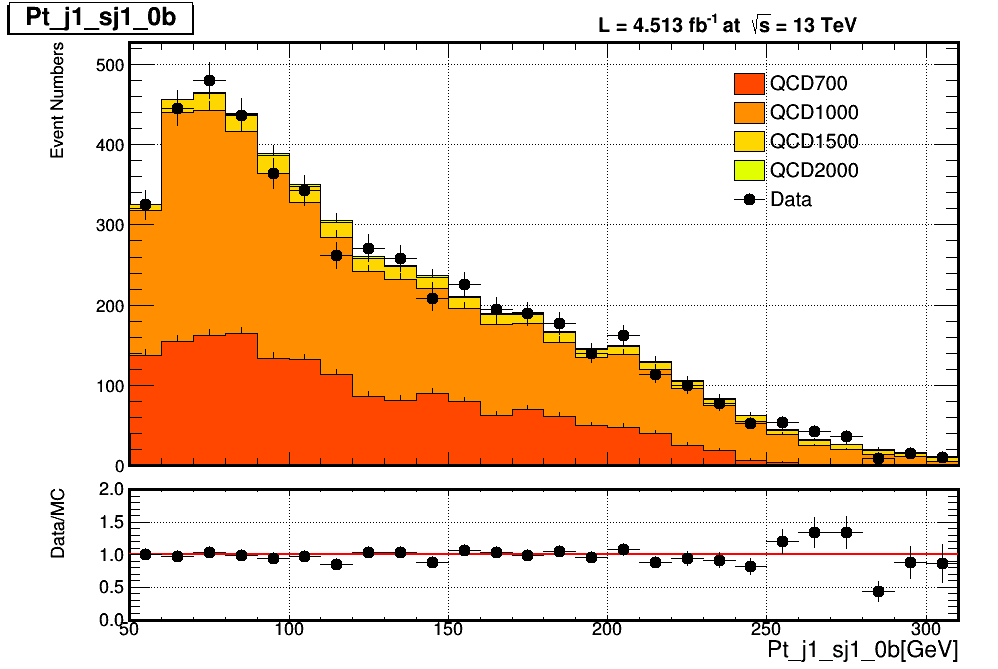 Pt_j1_sj1_0b
L = 4.513 fb-1 at √s = 13 TeV
Event Numbers
500
400
300
200
100
0
QCD700
QCD1000
QCD1500
QCD2000
Data
Data/MC
2.0
1.5
1.0
0.5
0.0
50 100 150 200 250 300
Pt_j1_sj1_0b[GeV]